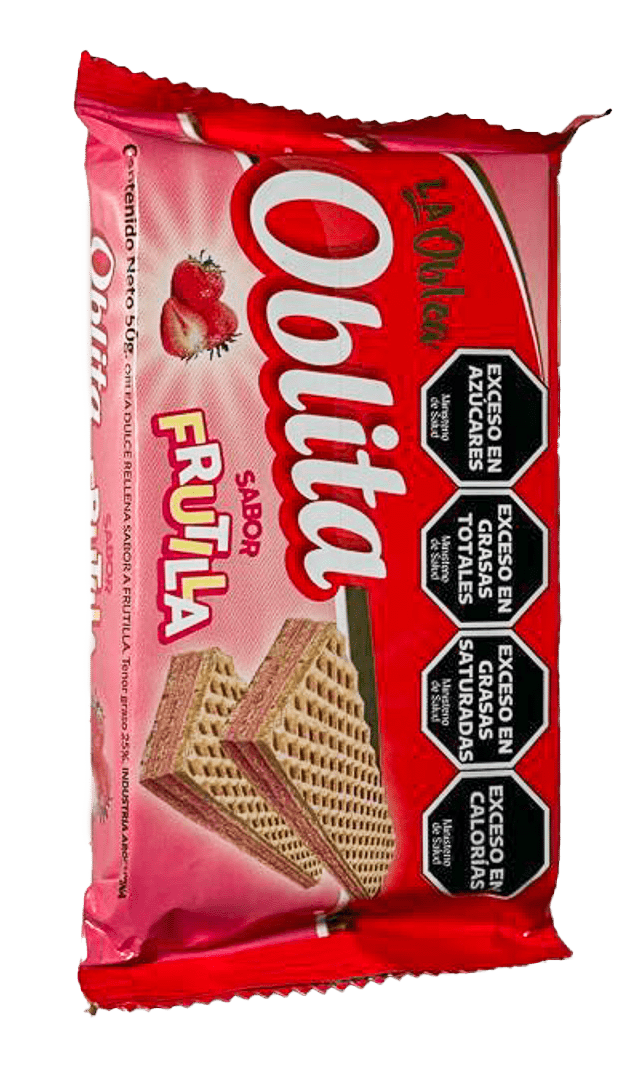 LA Oblea
Oblita
SABOR
FRUTILLA
EXCESO EN
AZÚCARES
Ministerio
de Salud
EXCESO EN
GRASAS
TOTALES
Ministerio
de Salud
EXCESO EN
GRASAS
SATURADAS
Ministerio
de Salud
EXCESO EN
CALORÍAS
Ministerio
de Salud
Contenido Neto 50g. OBLEA DULCE RELLENA SABOR A FRUTILLA. Tenor graso 25%. INDUSTRIA ARGENTINA
Oblita
SABOR